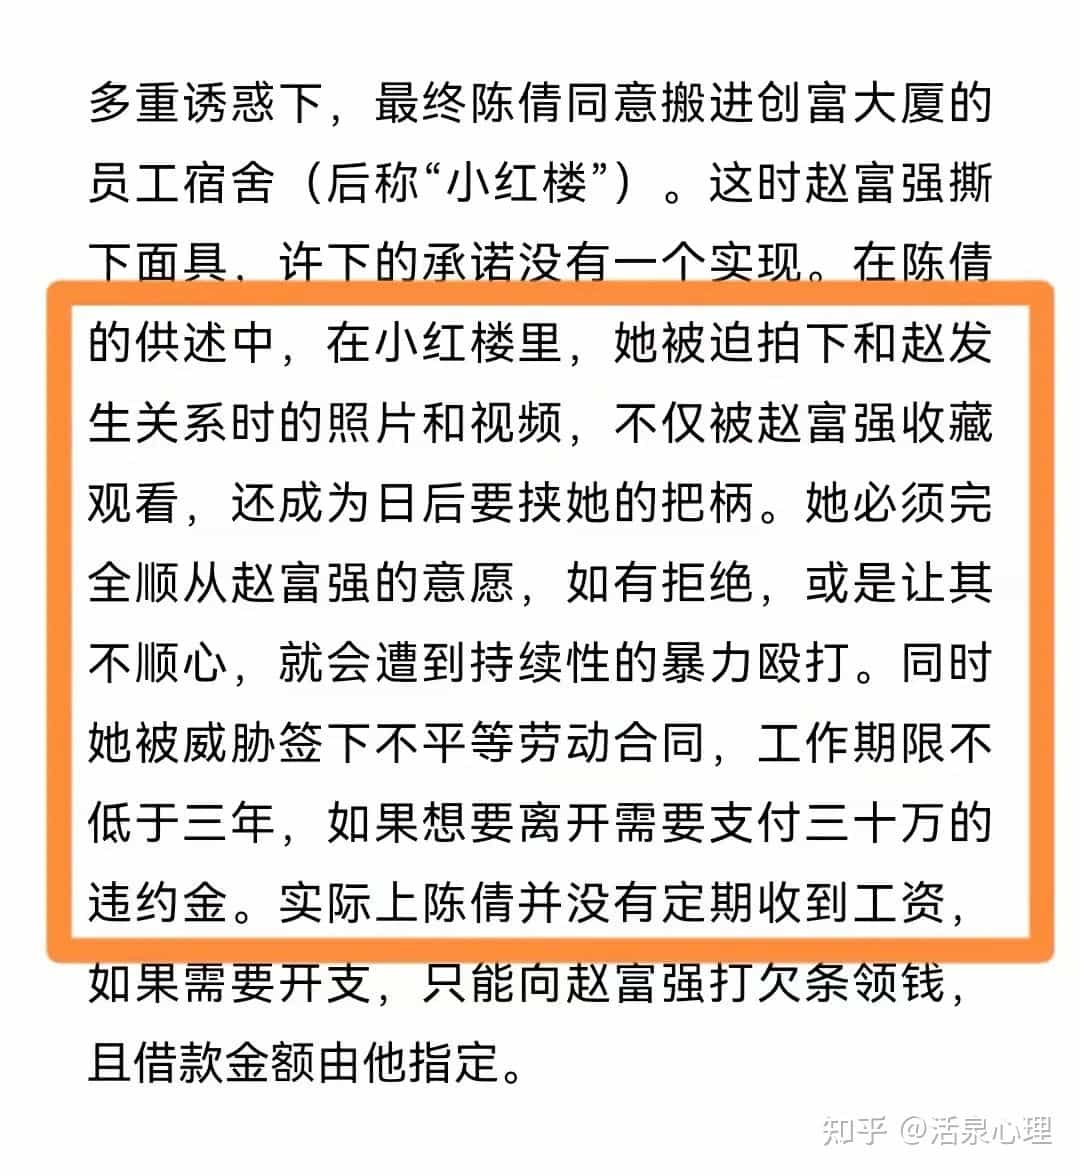 多重诱惑下，最终陈倩同意搬进创富大厦的
员工宿舍（后称“小红楼”）。这时赵富强撕
下面具，许下的承诺没有一个实现。在陈倩
的供述中，在小红楼里，她被迫拍下和赵发
生关系时的照片和视频，不仅被赵富强收藏
观看，还成为日后要挟她的把柄。她必须完
全顺从赵富强的意愿，如有拒绝，或是让其
不顺心，就会遭到持续性的暴力殴打。同时
她被威胁签下不平等劳动合同，工作期限不
低于三年，如果想要离开需要支付三十万的
违约金。实际上陈倩并没有定期收到工资，
如果需要开支，只能向赵富强打欠条领钱，
且借款金额由他指定。
知乎 @活泉心理